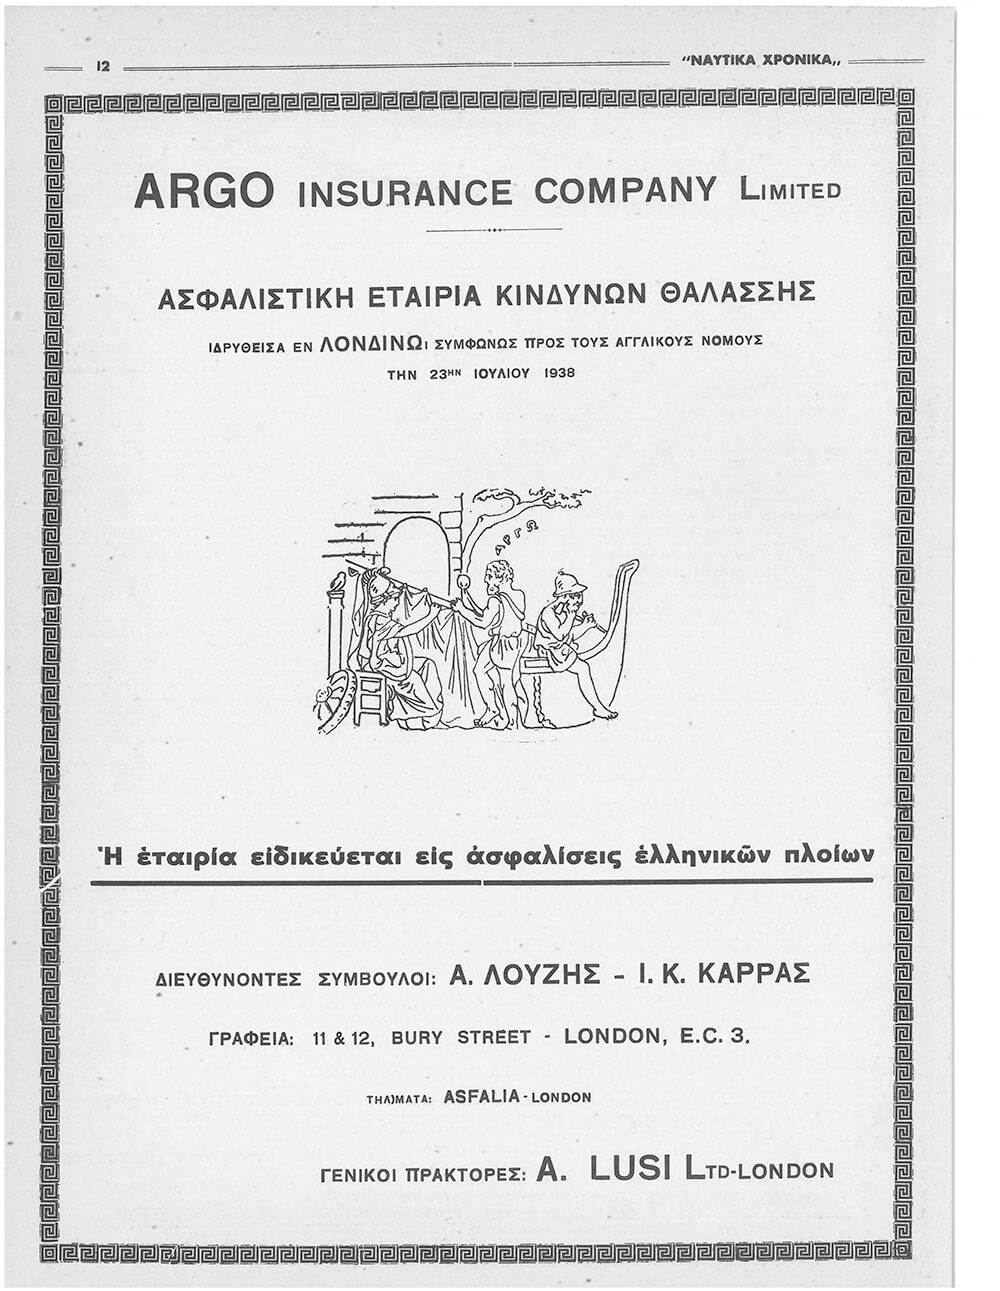 12
"ΝΑΥΤΙΚΑ ΧΡΟΝΙΚΑ,,
ARGO INSURANCE COMPANY LIMITED
ΑΣΦΑΛΙΣΤΙΚΗ ΕΤΑΙΡΙΑ ΚΙΝΔΥΝΩΝ ΘΑΛΑΣΣΗΣ
ΙΔΡΥΘΕΙΣΑ ΕΝ ΛΟΝΔΙΝΩι ΣΥΜΦΩΝΩΣ ΠΡΟΣ ΤΟΥΣ ΑΓΓΛΙΚΟΥΣ ΝΟΜΟΥΣ
ΤΗΝ 23ΗΝ ΙΟΥΛΙΟΥ 1938
ΑΡΓΩ
Ἡ ἑταιρία εἰδικεύεται εἰς ἀσφαλίσεις ἑλληνικῶν πλοίων
ΔΙΕΥΘΥΝΟΝΤΕΣ ΣΥΜΒΟΥΛΟΙ: Α. ΛΟΥΖΗΣ - Ι. Κ. ΚΑΡΡΑΣ
ΓΡΑΦΕΙΑ: 11 & 12, BURY STREET - LONDON, E.C. 3.
ΤΗΛ)ΜΑΤΑ: ASFALIA - LONDON
ΓΕΝΙΚΟΙ ΠΡΑΚΤΟΡΕΣ: A. LUSI LTD-LONDON